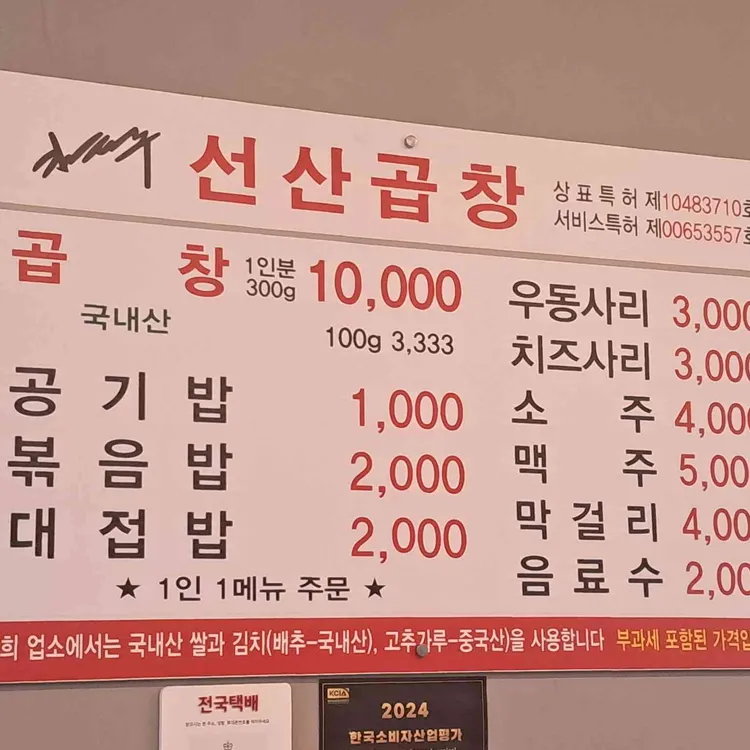 선산곱창
상표특허 제10483710호
서비스특허 제00653557호
곱창 1인분 300g 10,000
국내산 100g 3,333
공기밥 1,000
볶음밥 2,000
대접밥 2,000
★ 1인 1메뉴 주문 ★
우동사리 3,000
치즈사리 3,000
소주 4,000
맥주 5,00
막걸리 4,00
음료수 2,00
희 업소에서는 국내산 쌀과 김치(배추-국내산), 고추가루-중국산)을 사용합니다 부과세 포함된 가격입
전국택배
KCIA
2024
한국소비자산업평가